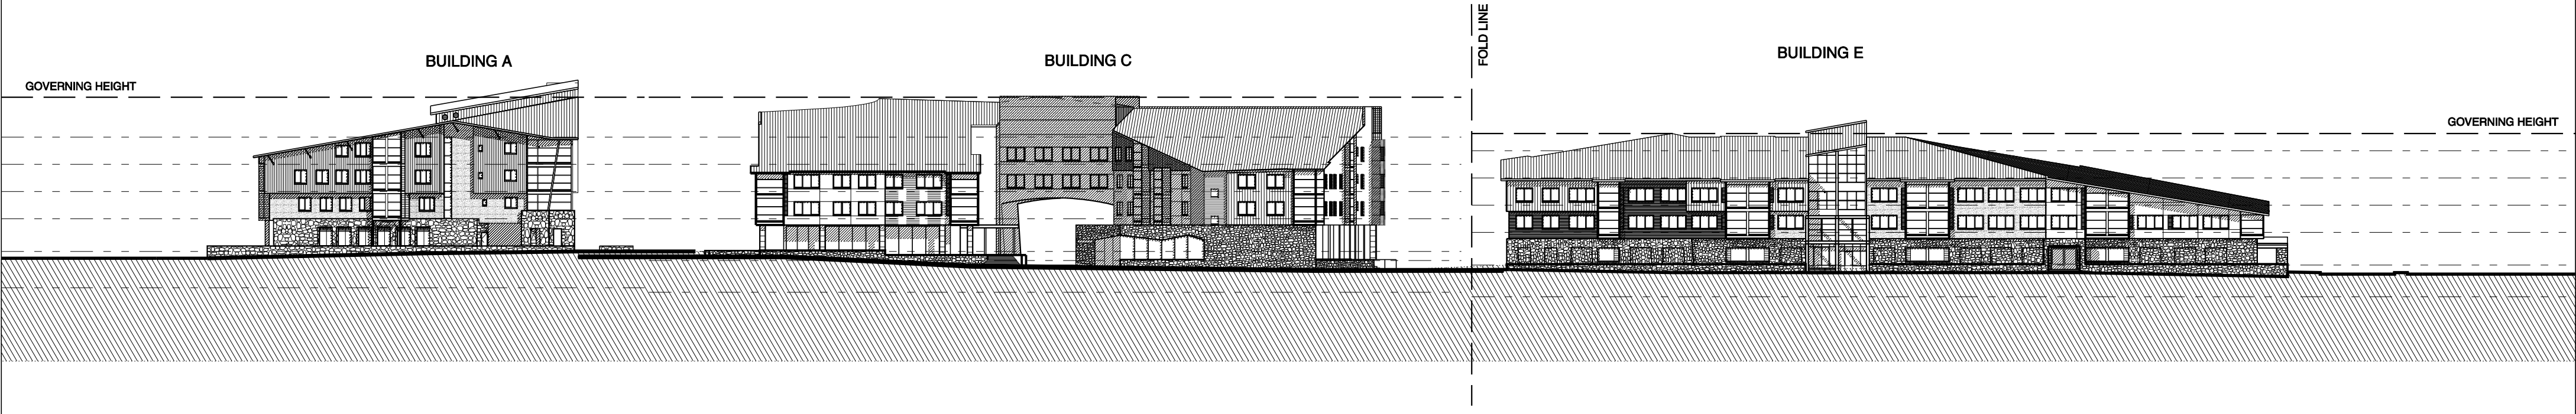 BUILDING A
BUILDING C
BUILDING E
FOLD LINE
GOVERNING HEIGHT
GOVERNING HEIGHT